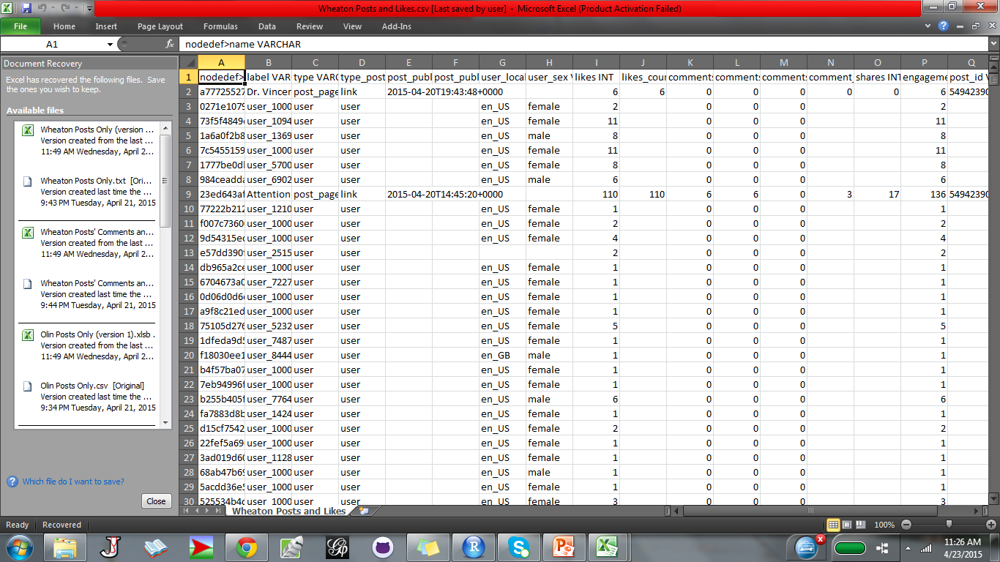 Wheaton Posts and Likes.csv [Last saved by user] - Microsoft Excel (Product Activation Failed)
File Home Insert Page Layout Formulas Data Review View Add-Ins
A1 fx nodedef>name VARCHAR
Document Recovery
Excel has recovered the following files. Save
the ones you wish to keep.
Available files
Wheaton Posts Only (version ...
Version created from the last ...
11:49 AM Wednesday, April 2...
Wheaton Posts Only.txt [Ori...
Version created last time the ...
9:43 PM Tuesday, April 21, 2015
Wheaton Posts' Comments an...
Version created from the last ...
11:49 AM Wednesday, April 2...
Wheaton Posts' Comments an...
Version created last time the ...
9:44 PM Tuesday, April 21, 2015
Olin Posts Only (version 1).xlsb .
Version created from the last ...
11:49 AM Wednesday, April 2...
Olin Posts Only.csv [Original]
Version created last time the ...
9:34 PM Tuesday, April 21, 2015
Which file do I want to save?
Close
A B C D E F G H I J K L M N O P Q
1 nodedef> label VAR type VARC type_post post_publ post_publ user_local user_sex V likes INT likes_coun comments comments comments comment_ shares INT engageme post_id V
2 a77725527 Dr. Vincen post_page link 2015-04-20T19:43:48+0000 6 6 0 0 0 0 0 6 54942390
3 0271e1079 user_1000 user user en_US female 2 0 0 0 2
4 73f5f4849 user_1094 user user en_US female 11 0 0 0 11
5 1a6a0f2b8 user_1369 user user en_US male 8 0 0 0 8
6 7c5455159 user_1000 user user en_US female 11 0 0 0 11
7 1777be0d user_5700 user user en_US female 8 0 0 0 8
8 984ceadda user_6902 user user en_US male 6 0 0 0 6
9 23ed643af Attention post_page link 2015-04-20T14:45:20+0000 110 110 6 6 0 3 17 136 54942390
10 77222b212 user_1210 user user en_US female 1 0 0 0 1
11 f007c7360 user_1000 user user en_US female 2 0 0 0 2
12 9d54315ec user_1000 user user en_US female 4 0 0 0 4
13 e57dd390f user_2515 user user 2 0 0 0 2
14 db965a2ce user_1000 user user en_US female 1 0 0 0 1
15 6704673a0 user_7227 user user en_US female 1 0 0 0 1
16 0d06d0d6 user_1000 user user en_US female 1 0 0 0 1
17 a9f8c21ed user_1000 user user en_US female 1 0 0 0 1
18 75105d276 user_5232 user user en_US female 5 0 0 0 5
19 1dfeda9d5 user_7487 user user en_US female 1 0 0 0 1
20 f18030ee1 user_8444 user user en_GB male 1 0 0 0 1
21 b4f57ba07 user_1000 user user en_US female 1 0 0 0 1
22 7eb94996f user_1000 user user en_US female 1 0 0 0 1
23 b255b405f user_7764 user user en_US male 6 0 0 0 6
24 fa7883d8b user_1424 user user en_US female 1 0 0 0 1
25 d15cf7542 user_1000 user user en_US female 2 0 0 0 2
26 22fef5a69 user_1000 user user en_US female 1 0 0 0 1
27 3ad019d60 user_1128 user user en_US female 1 0 0 0 1
28 68ab47b69 user_1000 user user en_US male 1 0 0 0 1
29 5acdd36e5 user_1000 user user en_US female 1 0 0 0 1
30 525534b4c user_1000 user user en_US female 3 0 0 0 3
Wheaton Posts and Likes
Ready Recovered 100%
11:26 AM
4/23/2015